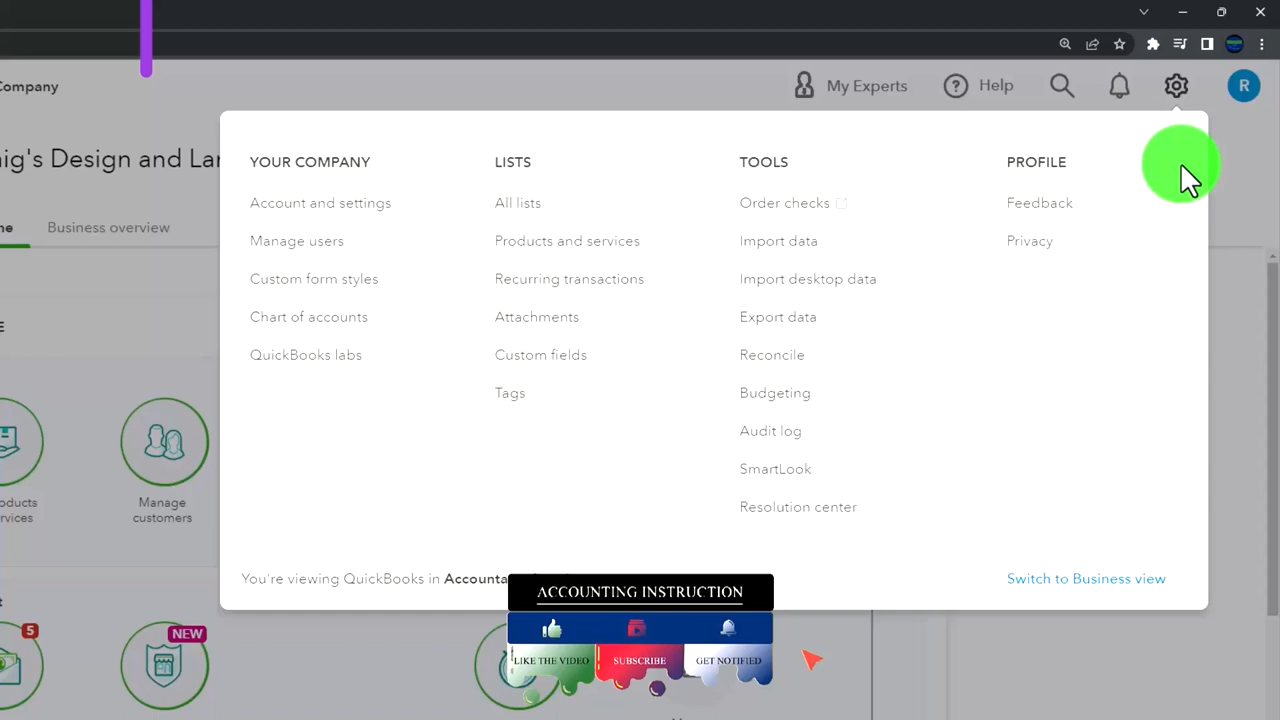 Company
My Experts
Help
R
aig's Design and Lar
ne
Business overview
YOUR COMPANY
Account and settings
Manage users
Custom form styles
Chart of accounts
QuickBooks labs
LISTS
All lists
Products and services
Recurring transactions
Attachments
Custom fields
Tags
TOOLS
Order checks
Import data
Import desktop data
Export data
Reconcile
Budgeting
Audit log
SmartLook
Resolution center
PROFILE
Feedback
Privacy
You're viewing QuickBooks in Accounta
Switch to Business view
E
oducts
rvices
Manage
customers
t
5
NEW
ACCOUNTING INSTRUCTION
LIKE THE VIDEO
SUBSCRIBE
GET NOTIFIED